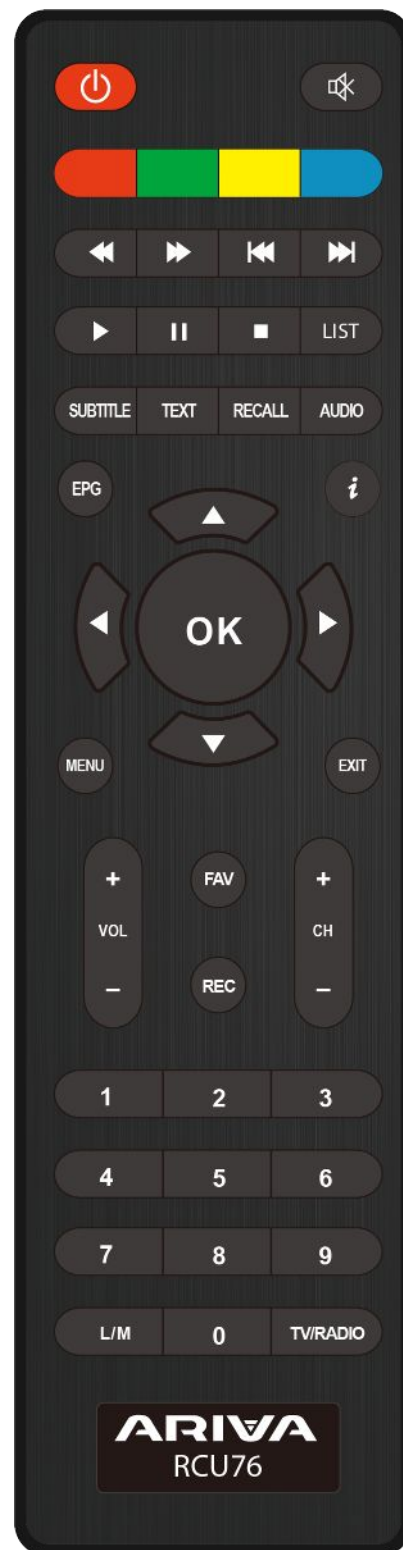 LIST
SUBTITLE TEXT RECALL AUDIO
EPG i
OK
MENU EXIT
+ FAV +
VOL CH
− REC −
1 2 3
4 5 6
7 8 9
L/M 0 TV/RADIO
ARIVA
RCU76